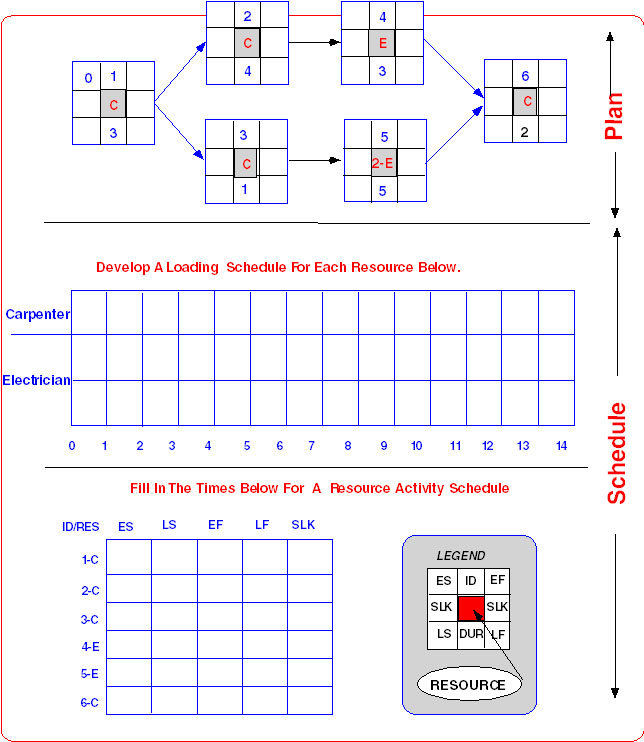 2
C
4
4
E
3
0 1
C
3
6
C
2
3
C
1
5
2-E
5
Plan
Develop A Loading Schedule For Each Resource Below.
Carpenter
Electrician
0 1 2 3 4 5 6 7 8 9 10 11 12 13 14
Schedule
Fill In The Times Below For A Resource Activity Schedule
ID/RES ES LS EF LF SLK
1-C
2-C
3-C
4-E
5-E
6-C
LEGEND
ES ID EF
SLK SLK
LS DUR LF
RESOURCE